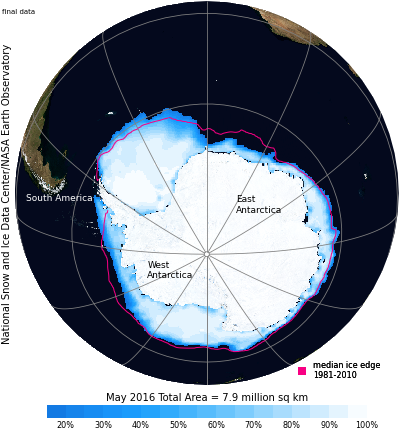 final data
National Snow and Ice Data Center/NASA Earth Observatory
South America
East
Antarctica
West
Antarctica
median ice edge
1981-2010
May 2016 Total Area = 7.9 million sq km
20% 30% 40% 50% 60% 70% 80% 90% 100%